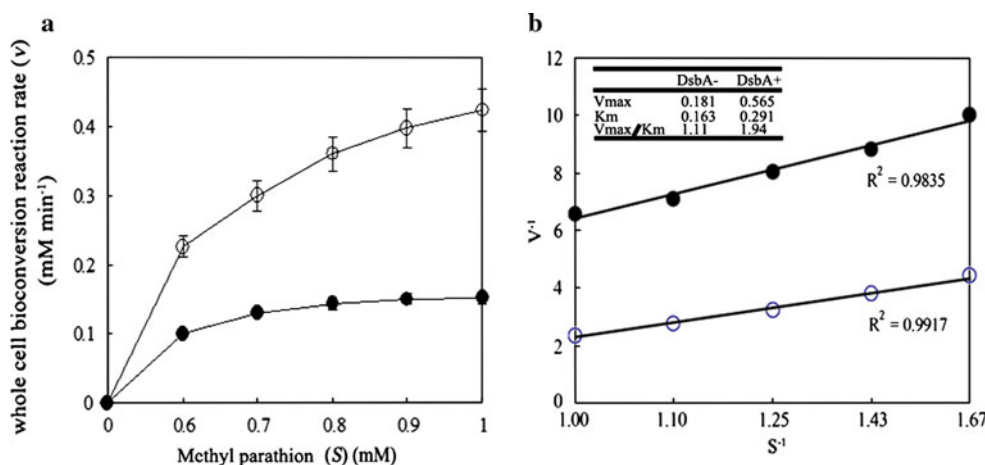 a
whole cell bioconversion reaction rate (v)
(mM min⁻¹)
0.5
0.4
0.3
0.2
0.1
0
0 0.6 0.7 0.8 0.9 1
Methyl parathion (S) (mM)
b
V⁻¹
12
10
8
6
4
2
0
DsbA- DsbA+
Vmax 0.181 0.565
Km 0.163 0.291
Vmax/Km 1.11 1.94
R² = 0.9835
R² = 0.9917
1.00 1.10 1.25 1.43 1.67
S⁻¹